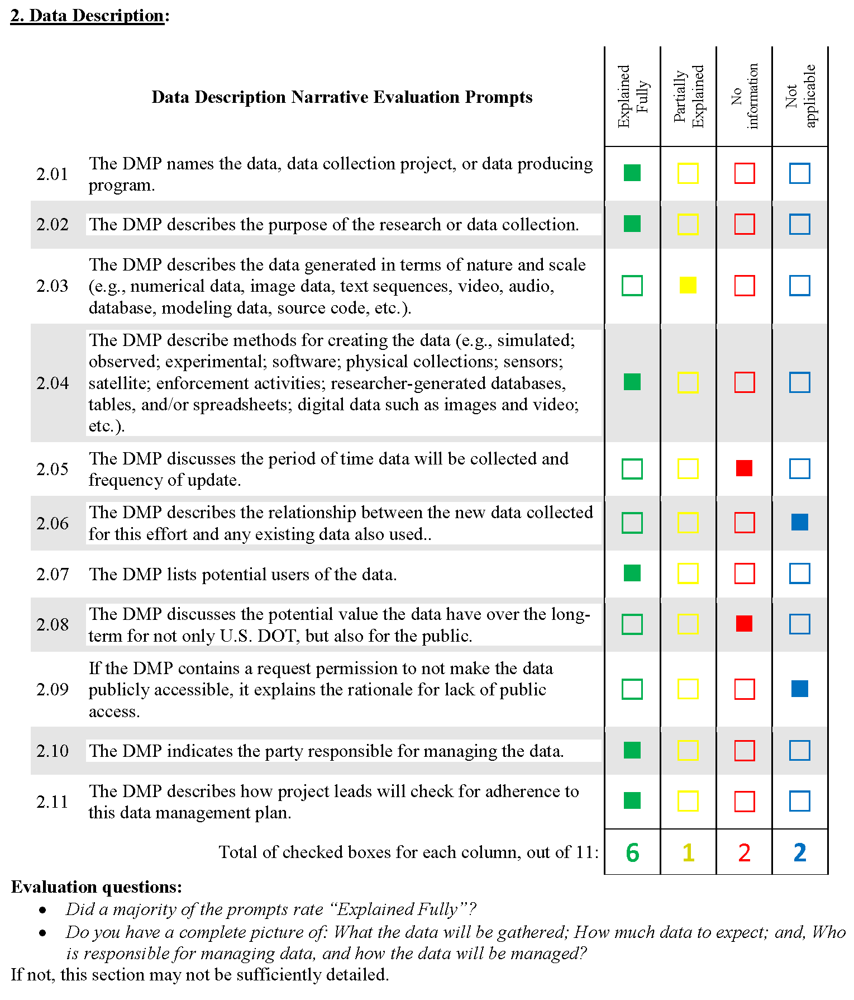 2. Data Description:
Data Description Narrative Evaluation Prompts
Explained
Fully
Partially
Explained
No
information
Not
applicable
2.01
The DMP names the data, data collection project, or data producing
program.
2.02
The DMP describes the purpose of the research or data collection.
2.03
The DMP describes the data generated in terms of nature and scale
(e.g., numerical data, image data, text sequences, video, audio,
database, modeling data, source code, etc.).
2.04
The DMP describe methods for creating the data (e.g., simulated;
observed; experimental; software; physical collections; sensors;
satellite; enforcement activities; researcher-generated databases,
tables, and/or spreadsheets; digital data such as images and video;
etc.).
2.05
The DMP discusses the period of time data will be collected and
frequency of update.
2.06
The DMP describes the relationship between the new data collected
for this effort and any existing data also used..
2.07
The DMP lists potential users of the data.
2.08
The DMP discusses the potential value the data have over the long-
term for not only U.S. DOT, but also for the public.
2.09
If the DMP contains a request permission to not make the data
publicly accessible, it explains the rationale for lack of public
access.
2.10
The DMP indicates the party responsible for managing the data.
2.11
The DMP describes how project leads will check for adherence to
this data management plan.
Total of checked boxes for each column, out of 11: 6 1 2 2
Evaluation questions:
• Did a majority of the prompts rate “Explained Fully”?
• Do you have a complete picture of: What the data will be gathered; How much data to expect; and, Who
is responsible for managing data, and how the data will be managed?
If not, this section may not be sufficiently detailed.